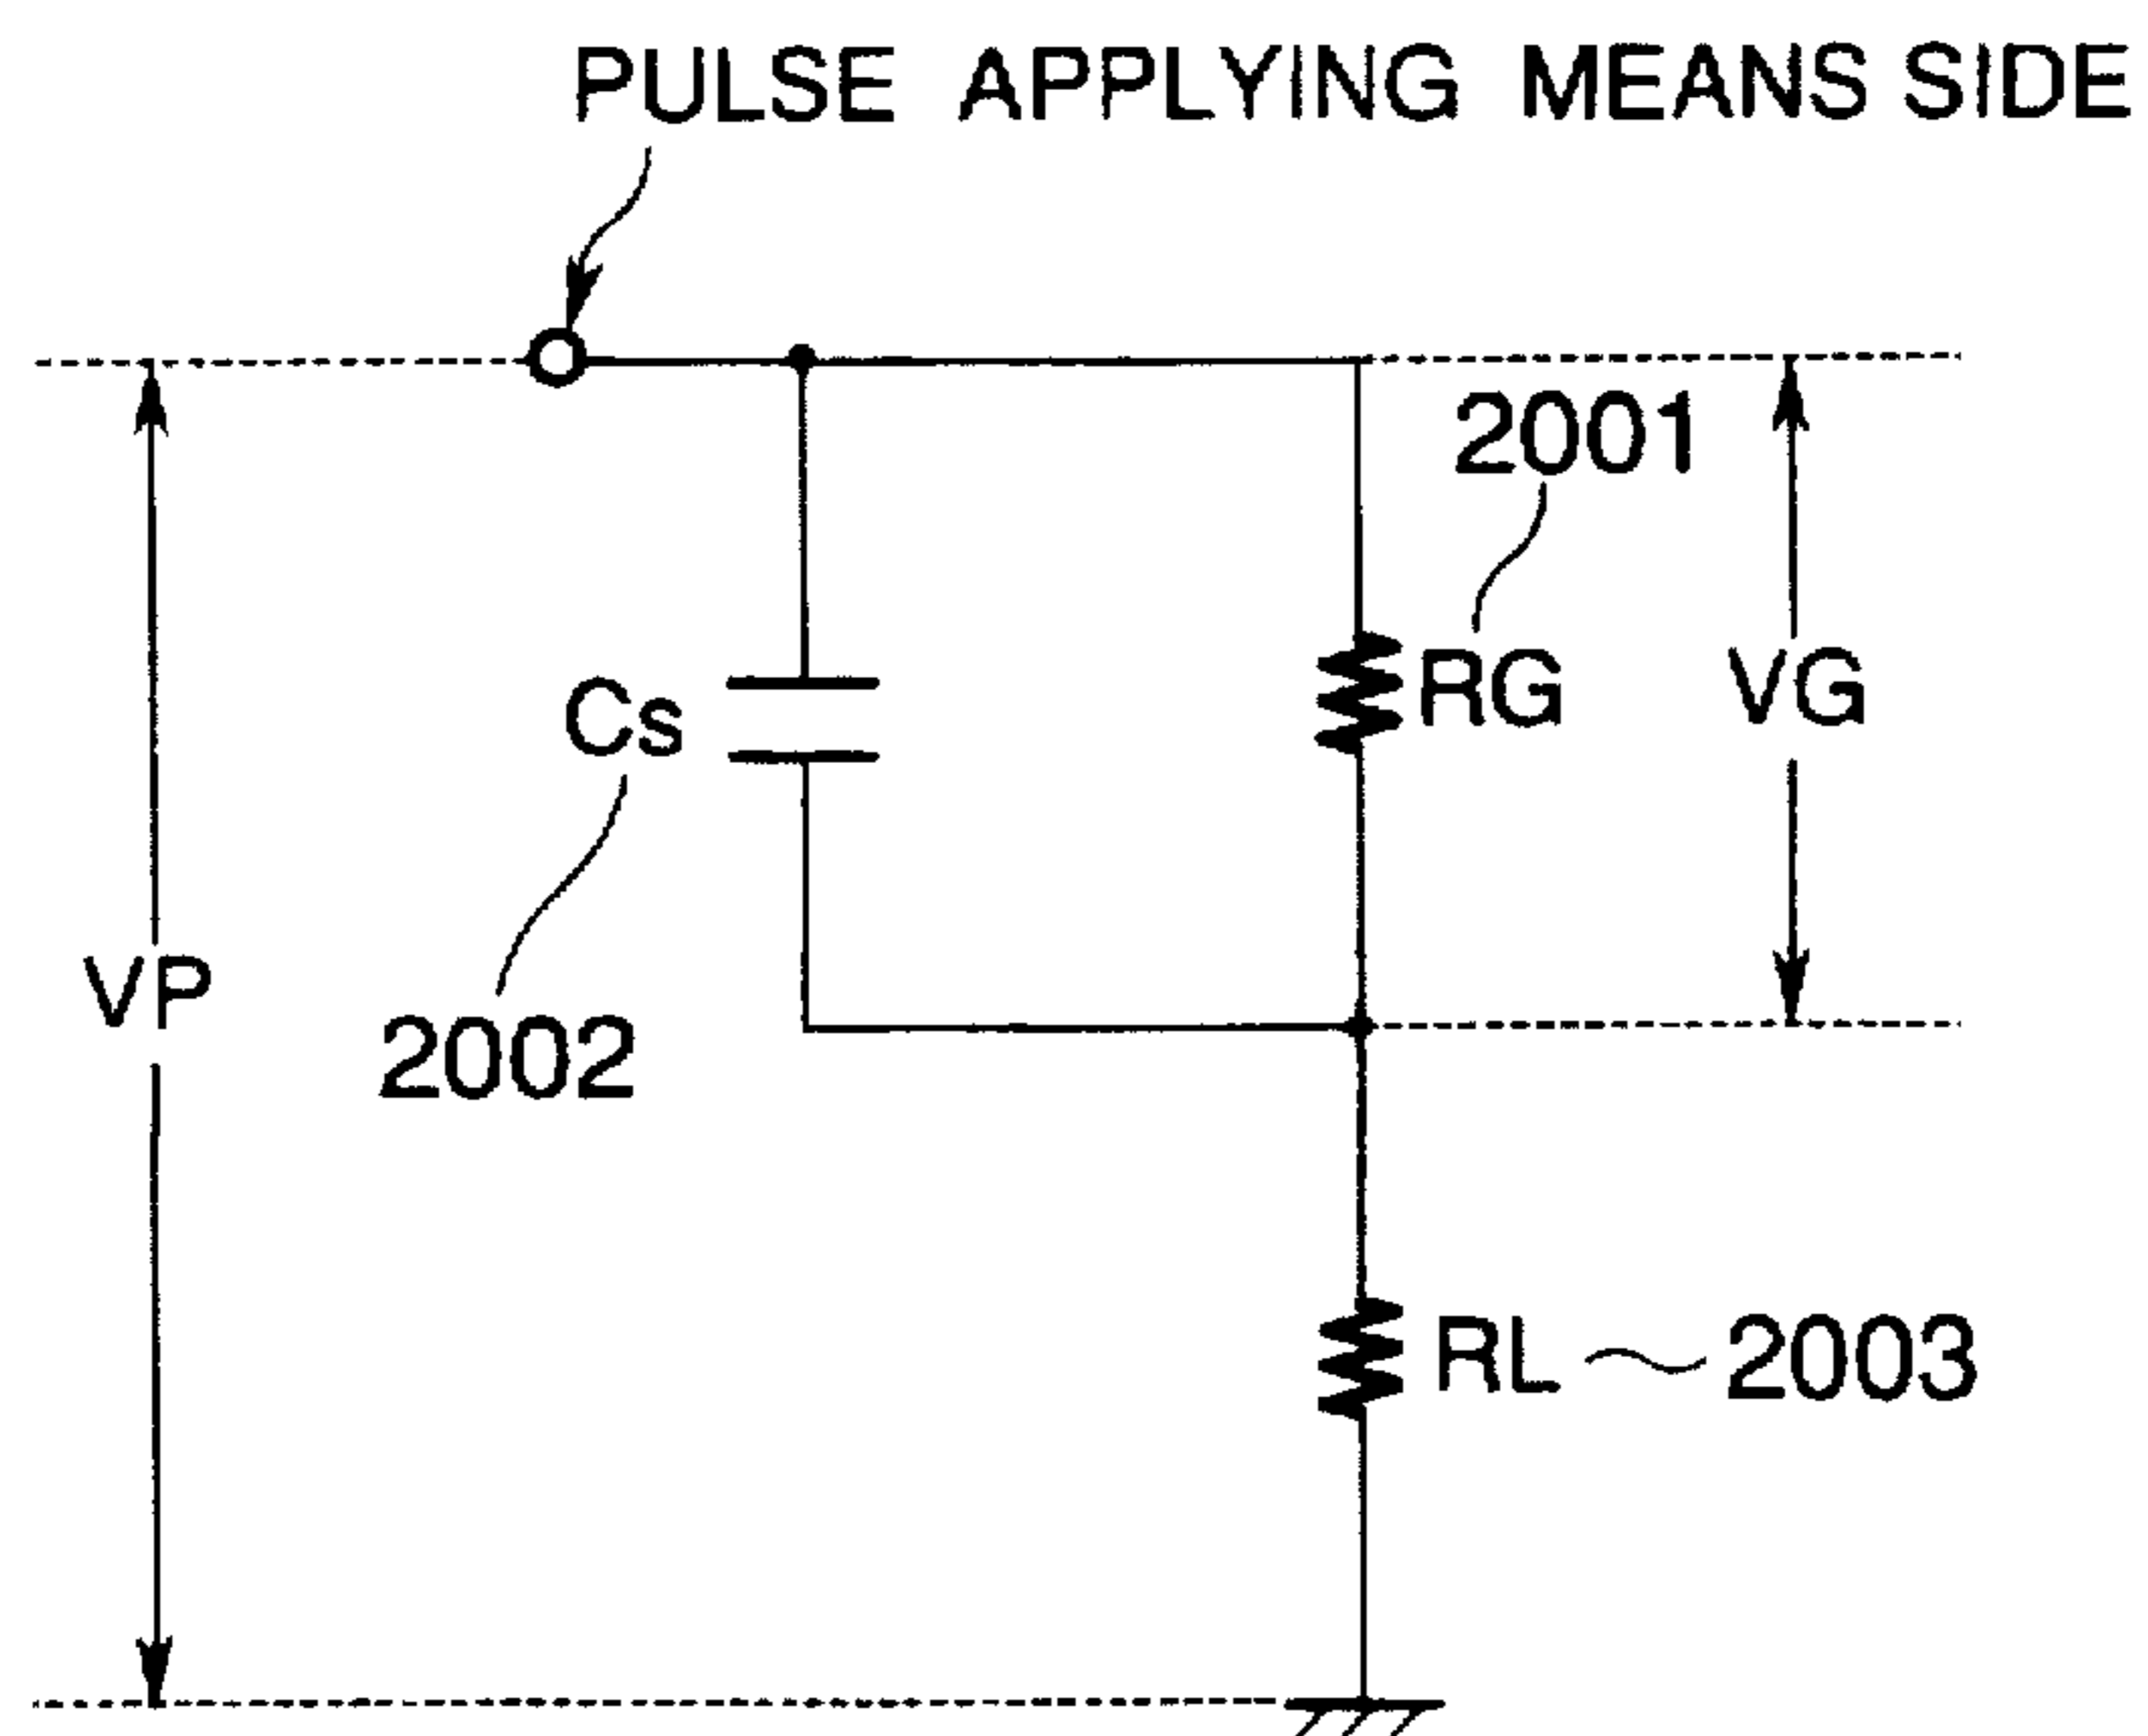 PULSE APPLYING MEANS SIDE
2001
Cs
RG
VG
VP
2002
RL
2003